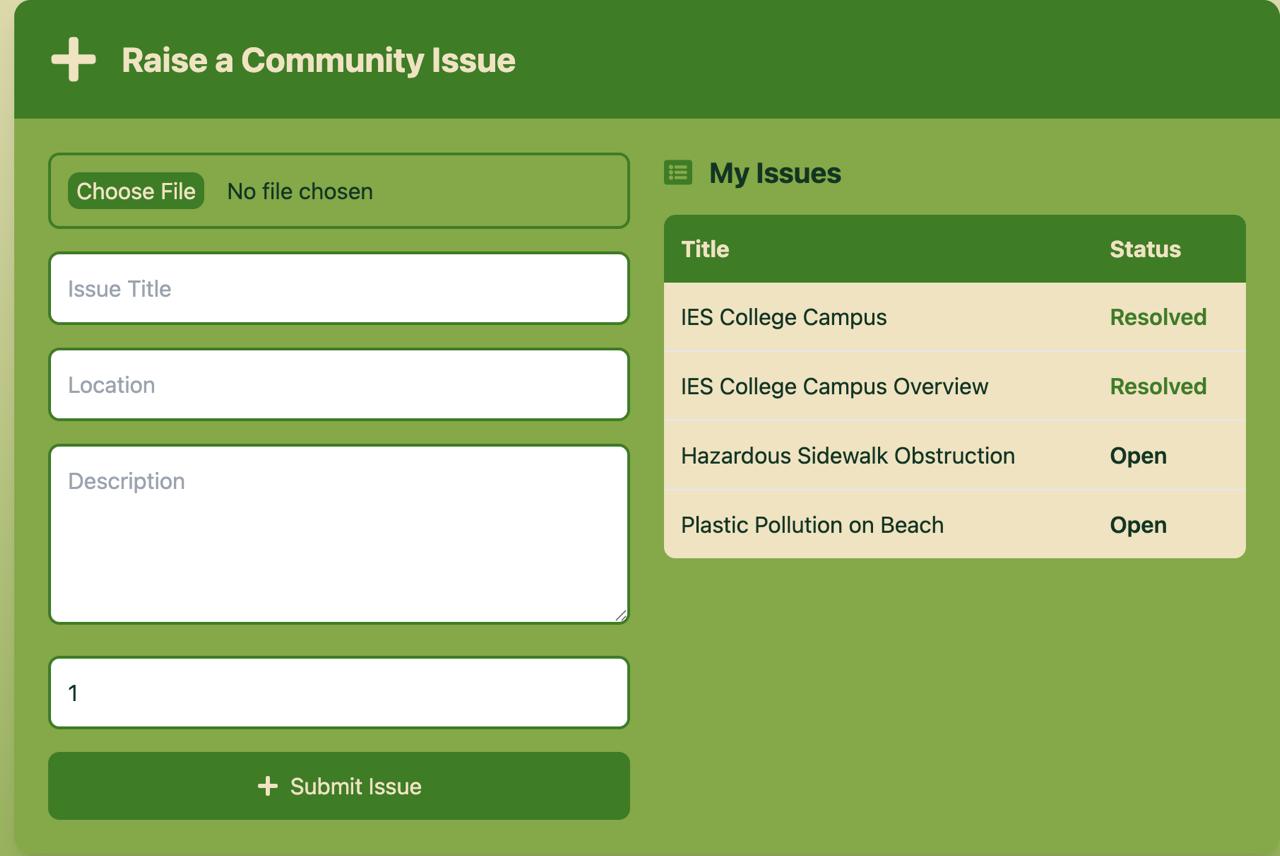 Raise a Community Issue
Choose File No file chosen
Issue Title
Location
Description
1
Submit Issue
My Issues
Title Status
IES College Campus Resolved
IES College Campus Overview Resolved
Hazardous Sidewalk Obstruction Open
Plastic Pollution on Beach Open